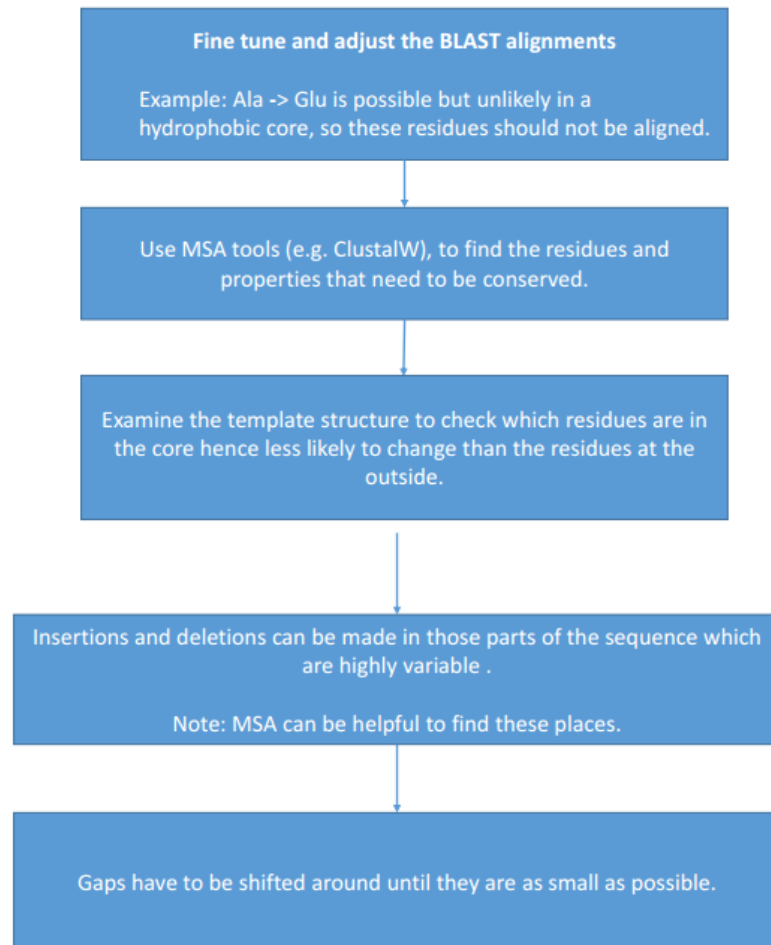 Fine tune and adjust the BLAST alignments
Example: Ala -> Glu is possible but unlikely in a
hydrophobic core, so these residues should not be aligned.
Use MSA tools (e.g. ClustalW), to find the residues and
properties that need to be conserved.
Examine the template structure to check which residues are in
the core hence less likely to change than the residues at the
outside.
Insertions and deletions can be made in those parts of the sequence which
are highly variable .
Note: MSA can be helpful to find these places.
Gaps have to be shifted around until they are as small as possible.